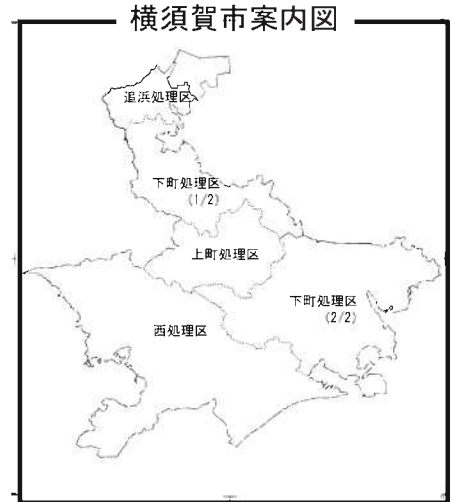 横須賀市案内図
追浜処理区
下町処理区
(1/2)
上町処理区
下町処理区
(2/2)
西処理区